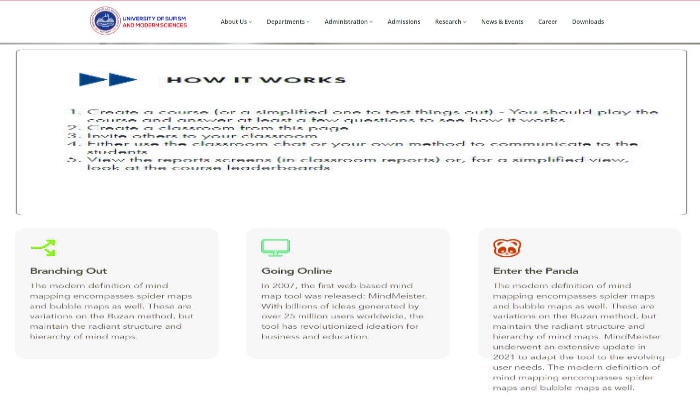 UNIVERSITY OF SUFISM
AND MODERN SCIENCES
About Us
Departments
Administration
Admissions
Research
News & Events
Career
Downloads
HOW IT WORKS
1. Create a course (or a simplified one to test things out) - You should play the
course and answer at least a few questions to see how it works
2. Create a classroom from this page
3. Invite others to your classroom
4. Either use the classroom chat or your own method to communicate to the
students
5. View the reports screens (in classroom reports) or, for a simplified view,
look at the course leaderboards
Branching Out
The modern definition of mind
mapping encompasses spider maps
and bubble maps as well. These are
variations on the Buzan method, but
maintain the radiant structure and
hierarchy of mind maps.
Going Online
In 2007, the first web-based mind
map tool was released: MindMeister.
With billions of ideas generated by
over 25 million users worldwide, the
tool has revolutionized ideation for
business and education.
Enter the Panda
The modern definition of mind
mapping encompasses spider maps
and bubble maps as well. These are
variations on the Buzan method, but
maintain the radiant structure and
hierarchy of mind maps. MindMeister
underwent an extensive update in
2021 to adapt the tool to the evolving
user needs. The modern definition of
mind mapping encompasses spider
maps and bubble maps as well.